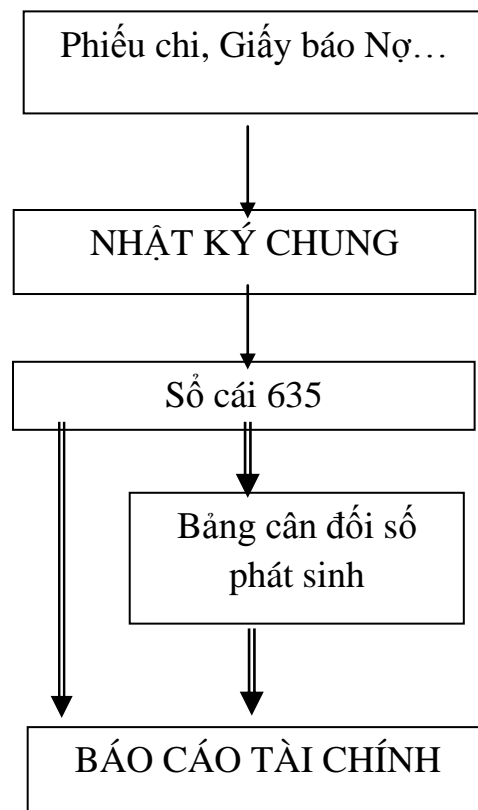 Phiếu chi, Giấy báo Nợ…
NHẬT KÝ CHUNG
Sổ cái 635
Bảng cân đối số
phát sinh
BÁO CÁO TÀI CHÍNH